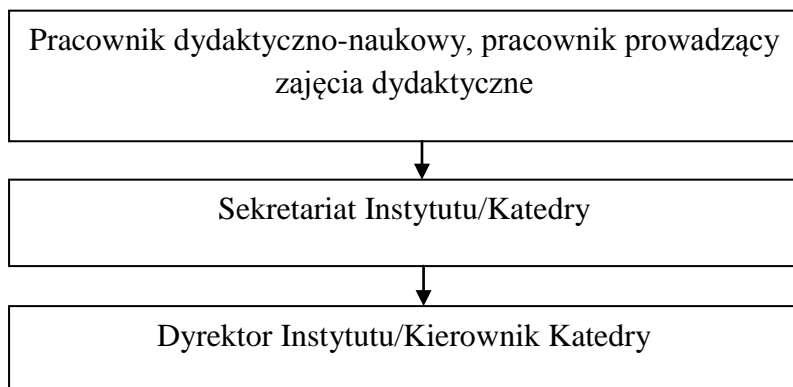 Pracownik dydaktyczno-naukowy, pracownik prowadzący
zajęcia dydaktyczne
Sekretariat Instytutu/Katedry
Dyrektor Instytutu/Kierownik Katedry